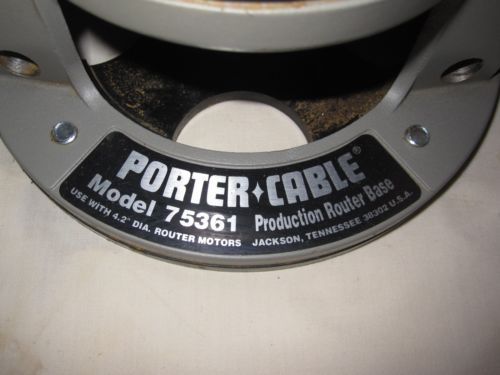 PORTER✦CABLE®
Model 75361 Production Router Base
USE WITH 4.2" DIA. ROUTER MOTORS JACKSON, TENNESSEE 38302 U.S.A.